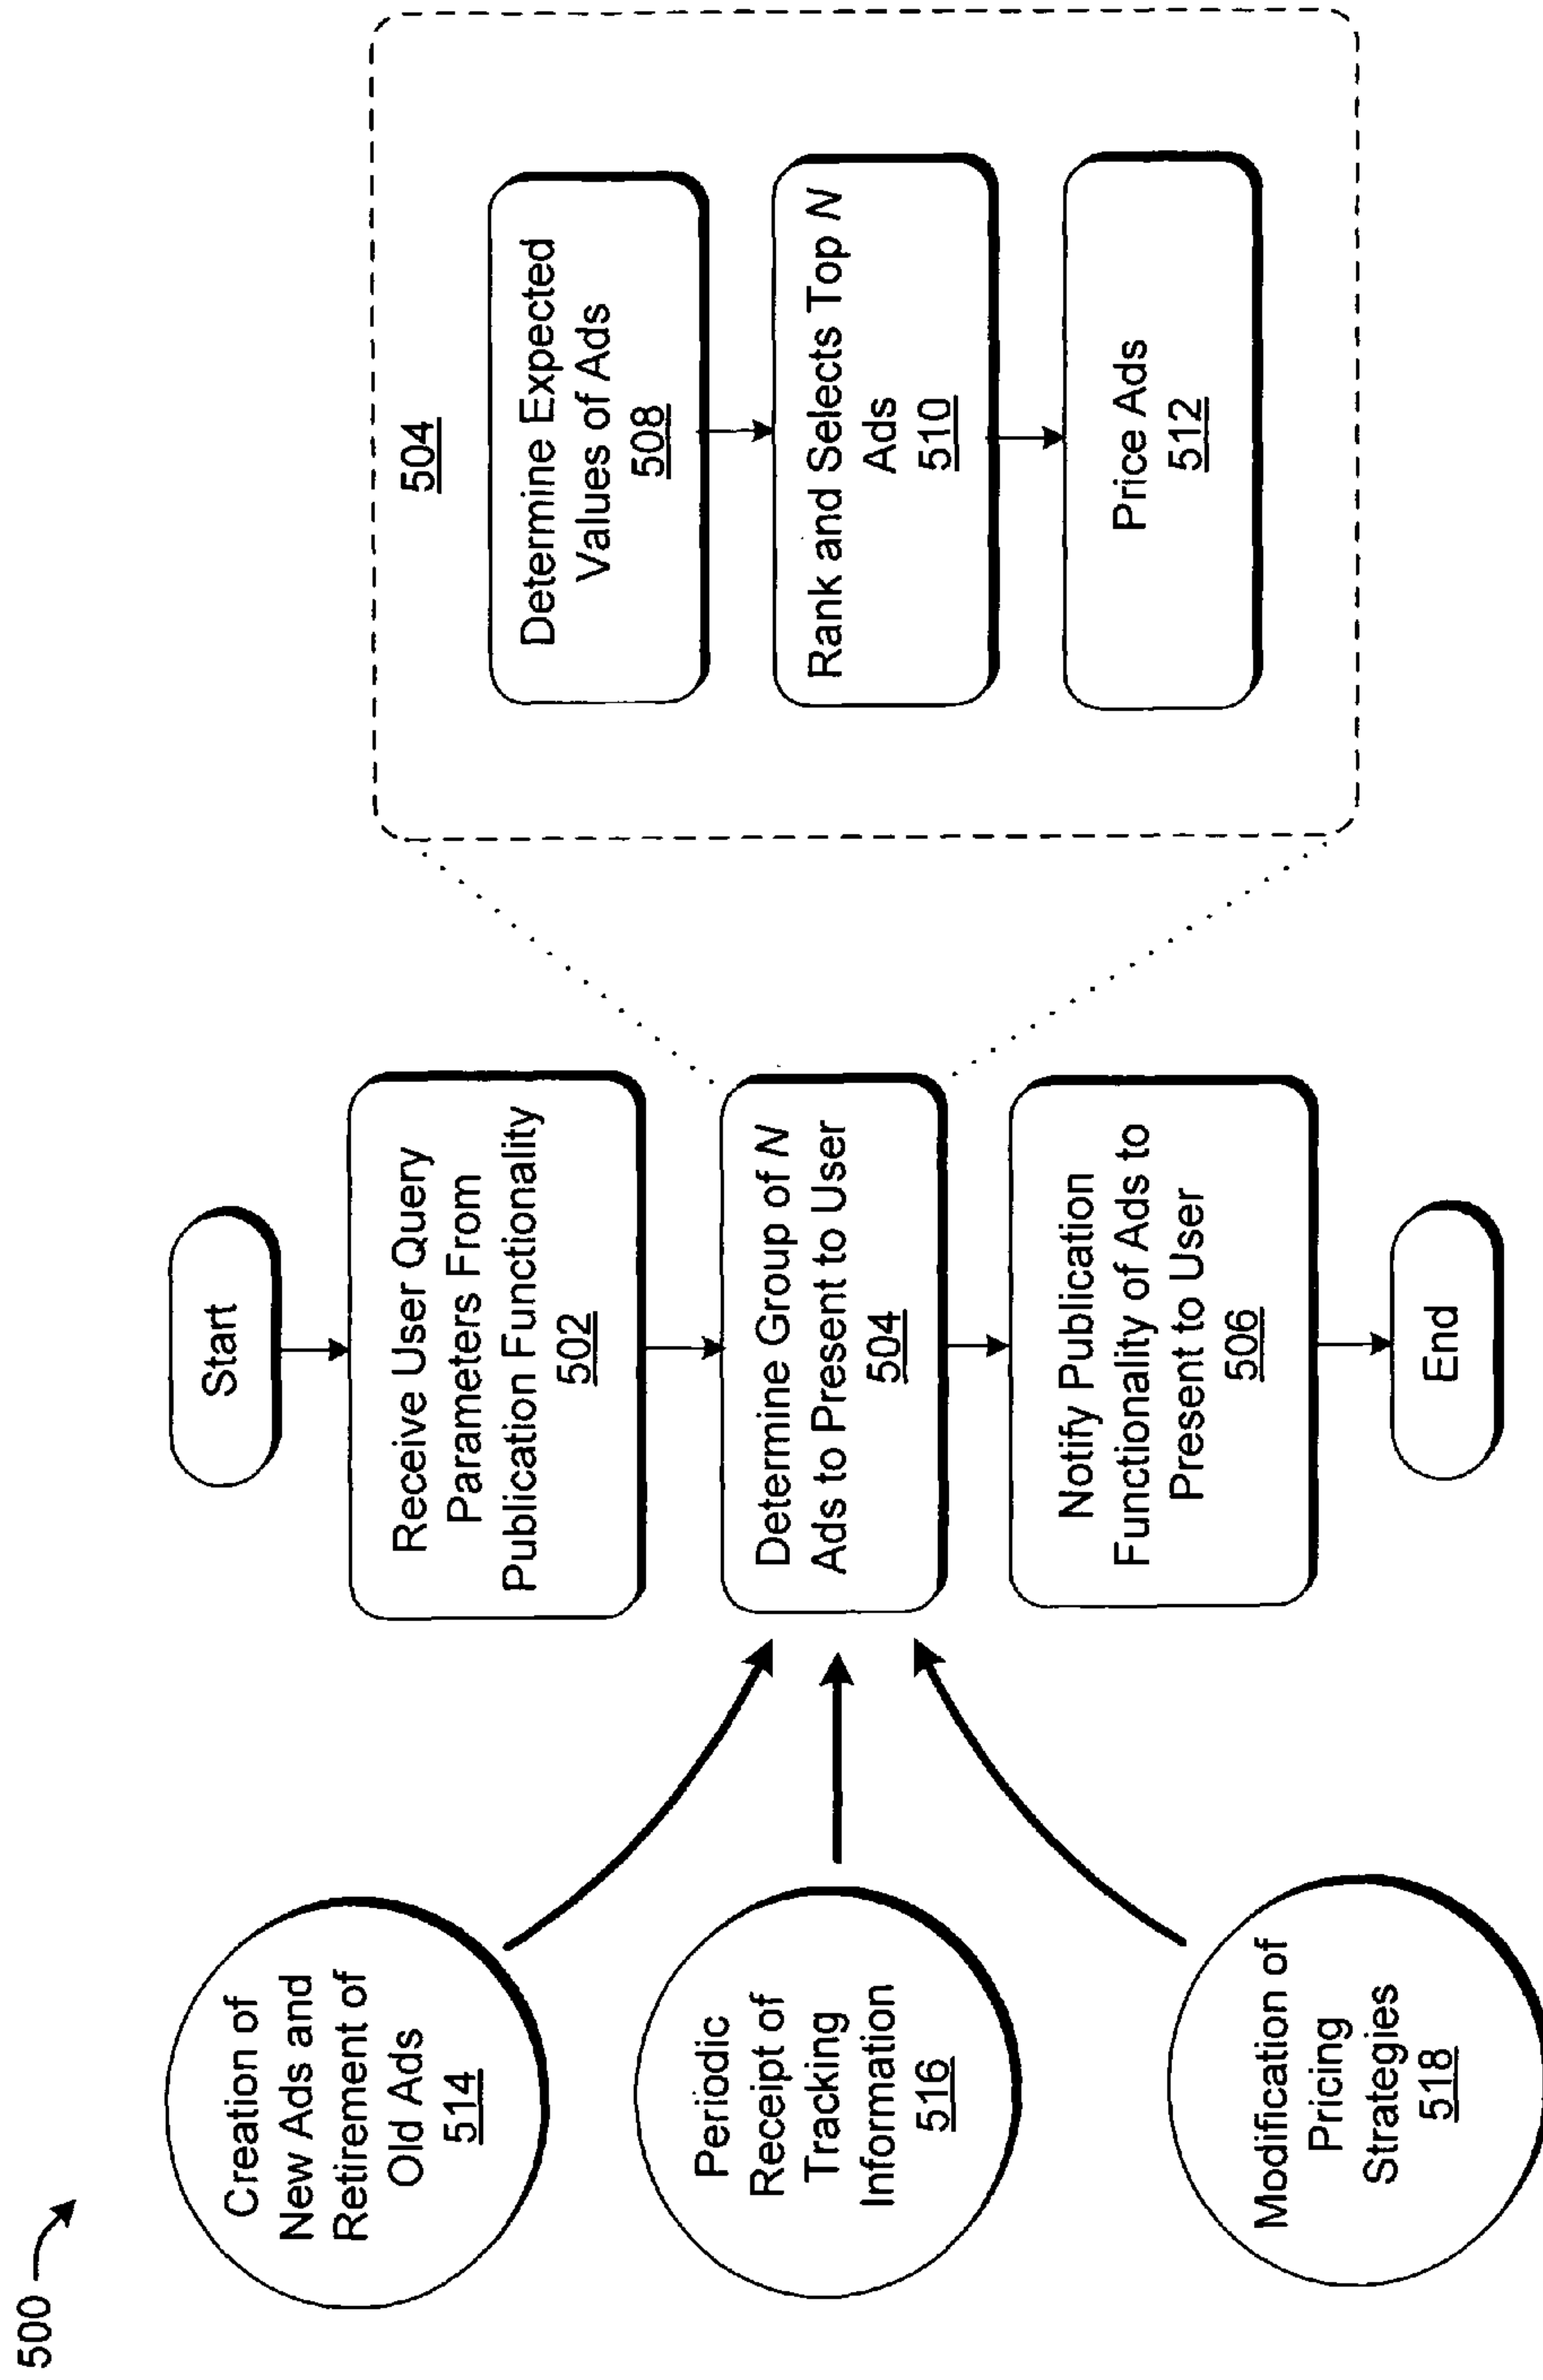 500
Creation of
New Ads and
Retirement of
Old Ads
514
Periodic
Receipt of
Tracking
Information
516
Modification of
Pricing
Strategies
518
Start
Receive User Query
Parameters From
Publication Functionality
502
Determine Group of N
Ads to Present to User
504
Notify Publication
Functionality of Ads to
Present to User
506
End
504
Determine Expected
Values of Ads
508
Rank and Selects Top N
Ads
510
Price Ads
512